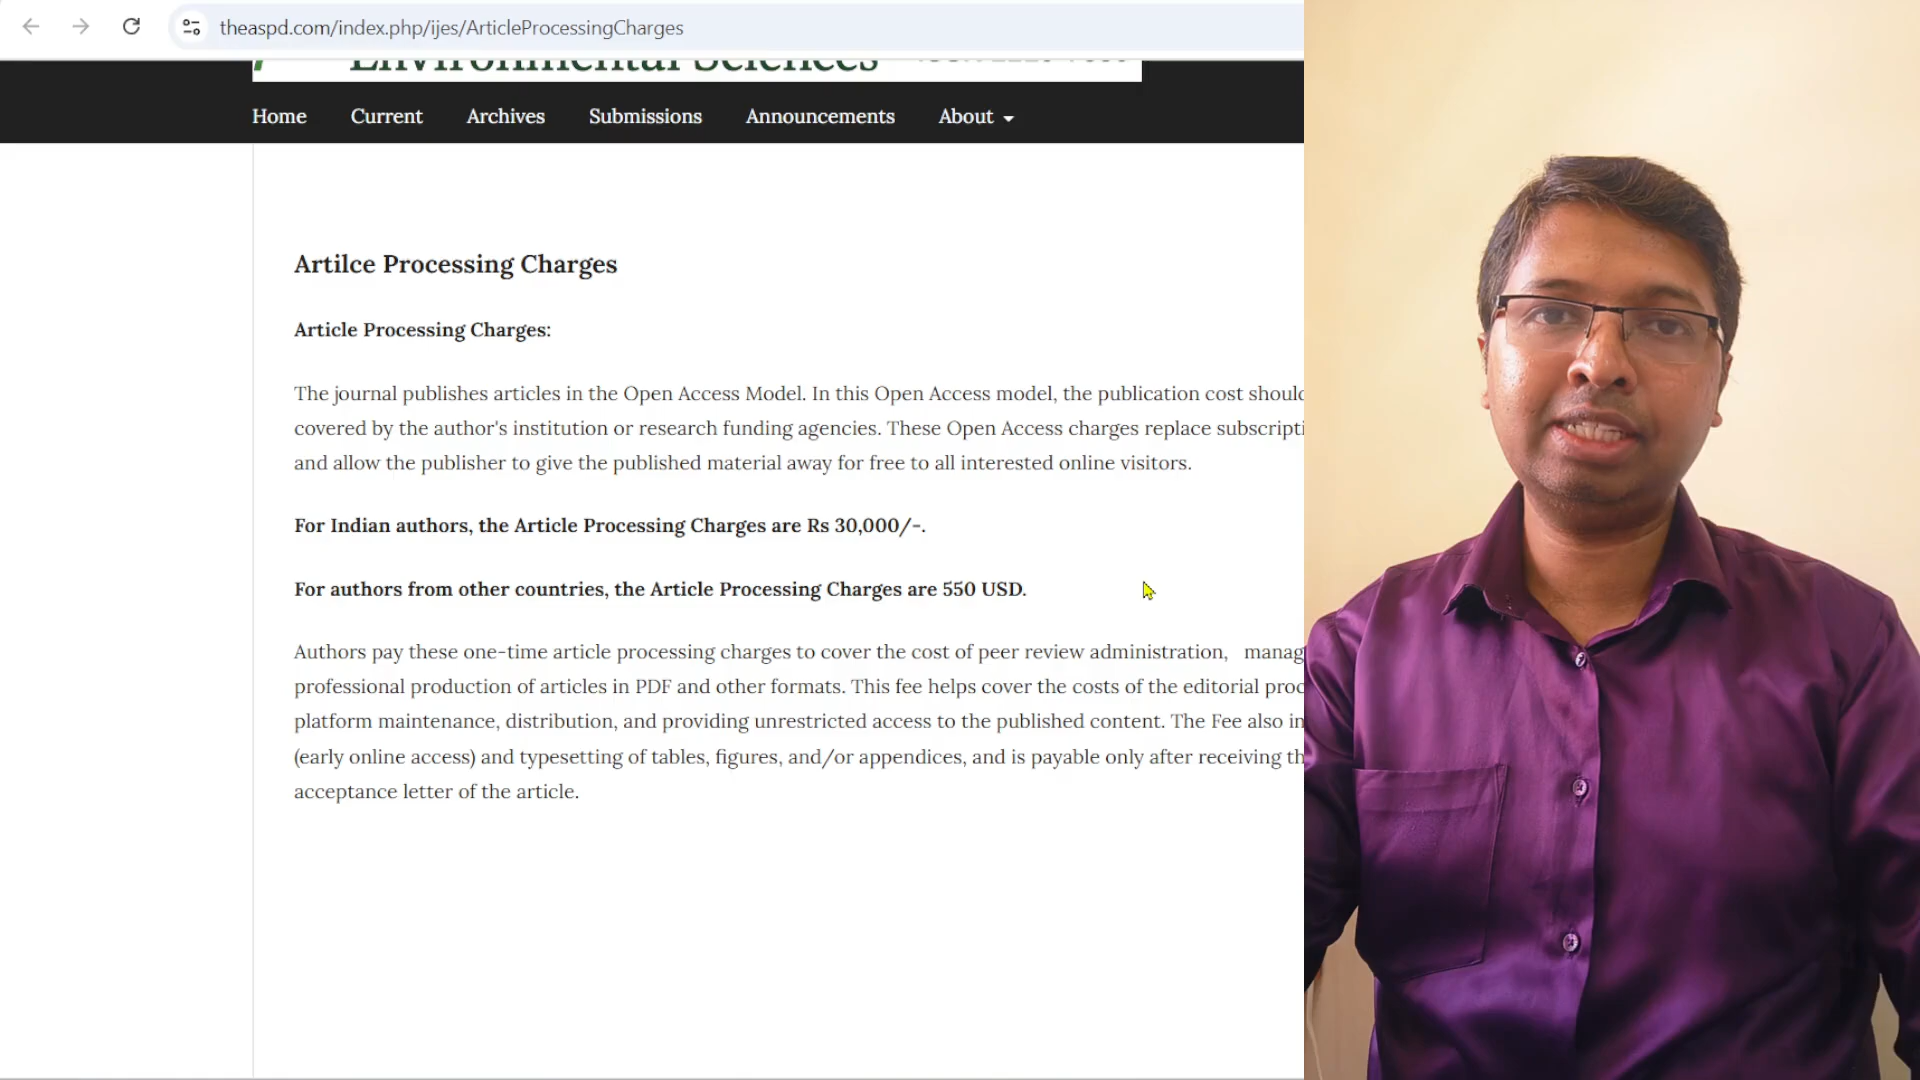 theaspd.com/index.php/ijes/ArticleProcessingCharges
Environmental Sciences
Home Current Archives Submissions Announcements About
Artilce Processing Charges
Article Processing Charges:
The journal publishes articles in the Open Access Model. In this Open Access model, the publication cost should
covered by the author's institution or research funding agencies. These Open Access charges replace subscripti
and allow the publisher to give the published material away for free to all interested online visitors.
For Indian authors, the Article Processing Charges are Rs 30,000/-.
For authors from other countries, the Article Processing Charges are 550 USD.
Authors pay these one-time article processing charges to cover the cost of peer review administration, manag
professional production of articles in PDF and other formats. This fee helps cover the costs of the editorial proc
platform maintenance, distribution, and providing unrestricted access to the published content. The Fee also in
(early online access) and typesetting of tables, figures, and/or appendices, and is payable only after receiving th
acceptance letter of the article.